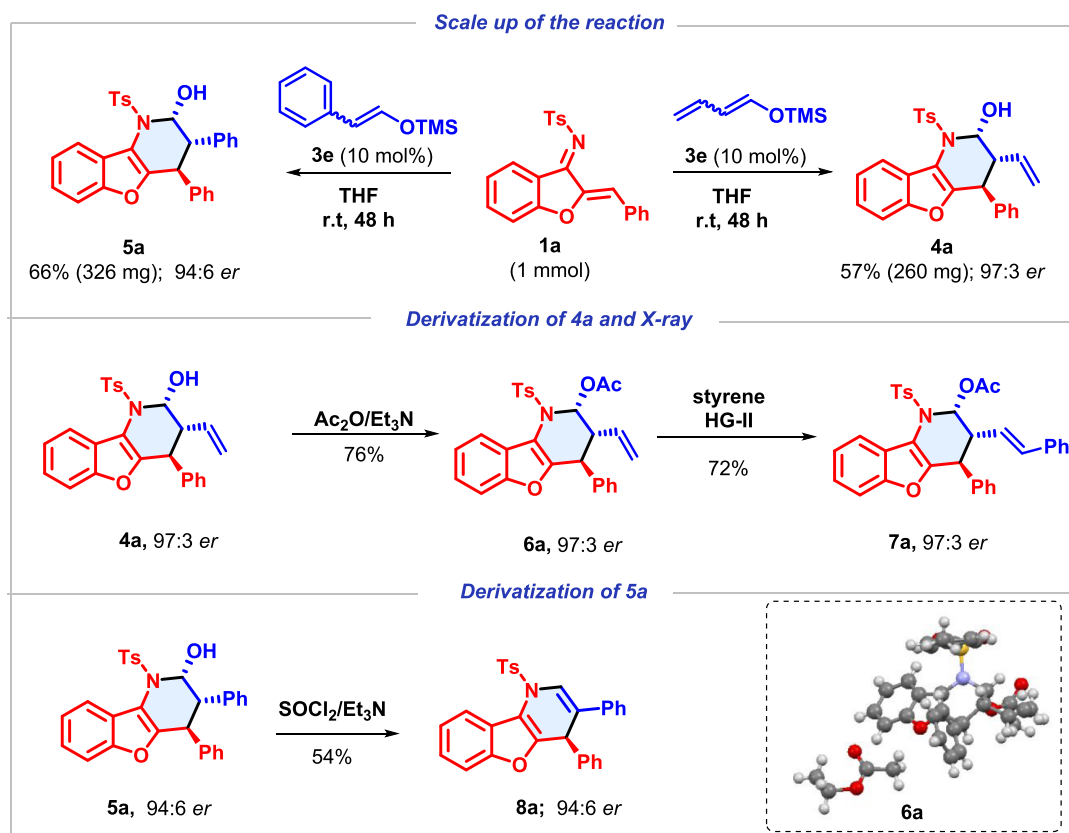 Scale up of the reaction
Ts
N
OH
Ph
O
Ph
5a
66% (326 mg); 94:6 er
OTMS
3e (10 mol%)
THF
r.t, 48 h
Ts
N
O
Ph
1a
(1 mmol)
OTMS
3e (10 mol%)
THF
r.t, 48 h
Ts
N
OH
O
Ph
4a
57% (260 mg); 97:3 er
Derivatization of 4a and X-ray
Ts
N
OH
O
Ph
4a, 97:3 er
Ac2O/Et3N
76%
Ts
N
OAc
O
Ph
6a, 97:3 er
styrene
HG-II
72%
Ts
N
OAc
Ph
O
Ph
7a, 97:3 er
Derivatization of 5a
Ts
N
OH
Ph
O
Ph
5a, 94:6 er
SOCl2/Et3N
54%
Ts
N
Ph
O
Ph
8a; 94:6 er
6a